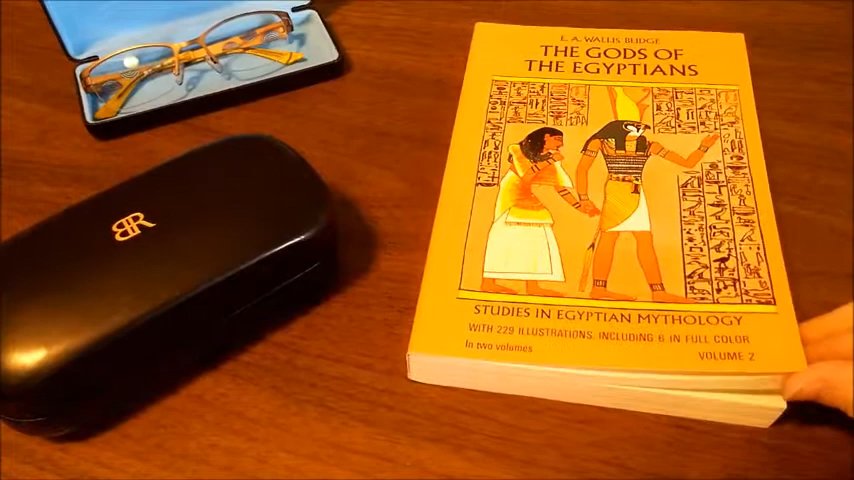 BR
E. A. WALLIS BUDGE
THE GODS OF
THE EGYPTIANS
STUDIES IN EGYPTIAN MYTHOLOGY
WITH 229 ILLUSTRATIONS INCLUDING 6 IN FULL COLOR
In two volumes
VOLUME 2